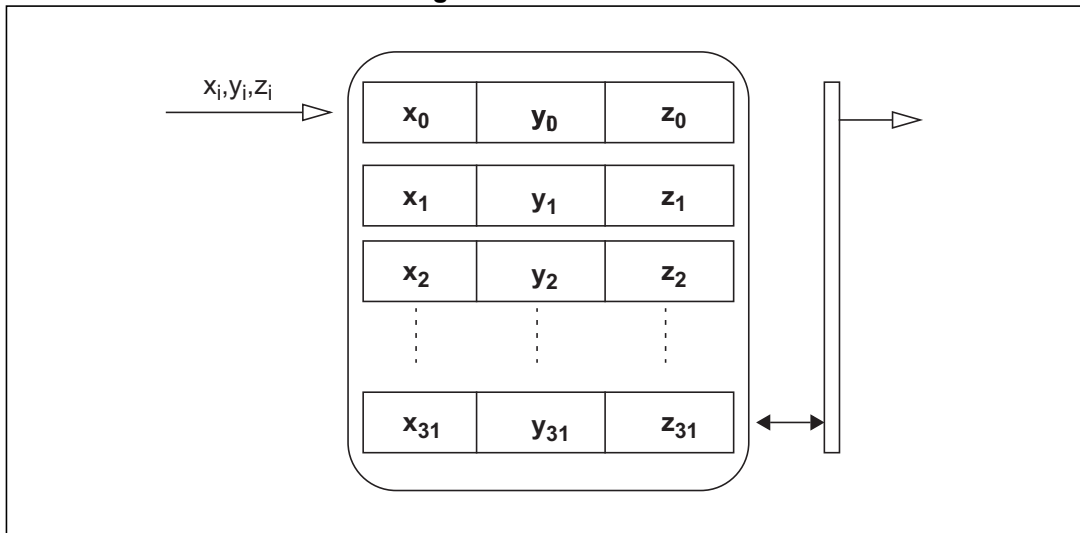 xᵢ,yᵢ,zᵢ
x₀ y₀ z₀
x₁ y₁ z₁
x₂ y₂ z₂
x₃₁ y₃₁ z₃₁